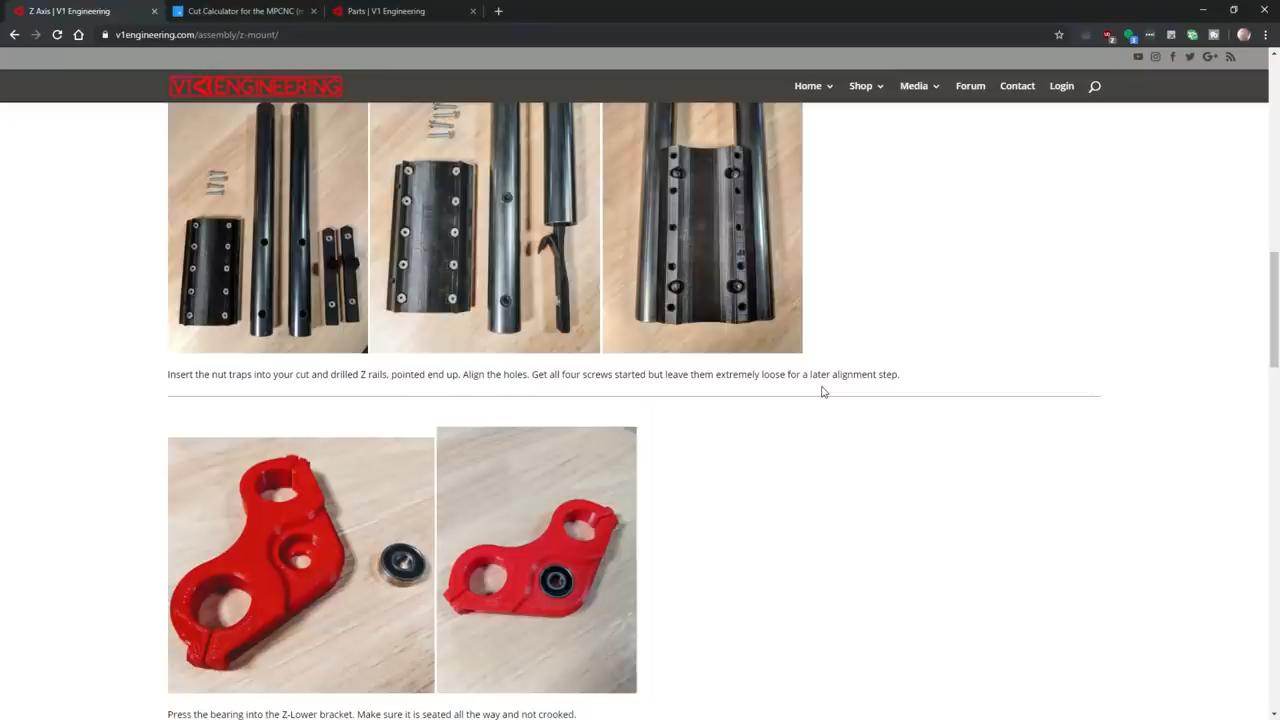 Z Axis | V1 Engineering
Cut Calculator for the MPCNC (m
Parts | V1 Engineering
v1engineering.com/assembly/z-mount/
V1 ENGINEERING
Home
Shop
Media
Forum
Contact
Login
Insert the nut traps into your cut and drilled Z rails, pointed end up. Align the holes. Get all four screws started but leave them extremely loose for a later alignment step.
Press the bearing into the Z-Lower bracket. Make sure it is seated all the way and not crooked.